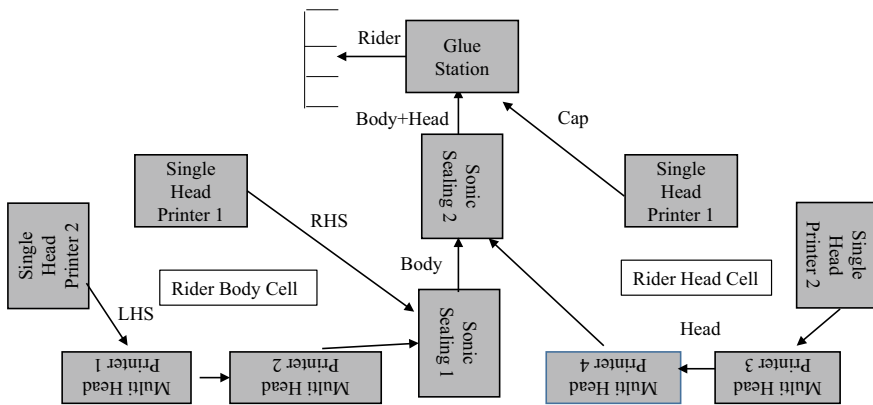 Rider
Glue
Station
Body+Head
Cap
Sonic
Sealing 2
Single
Head
Printer 1
Single
Head
Printer 1
Single
Head
Printer 2
Single
Head
Printer 2
RHS
Body
Rider Body Cell
Rider Head Cell
LHS
Sonic
Sealing 1
Head
Multi Head
Printer 1
Multi Head
Printer 2
Multi Head
Printer 4
Multi Head
Printer 3